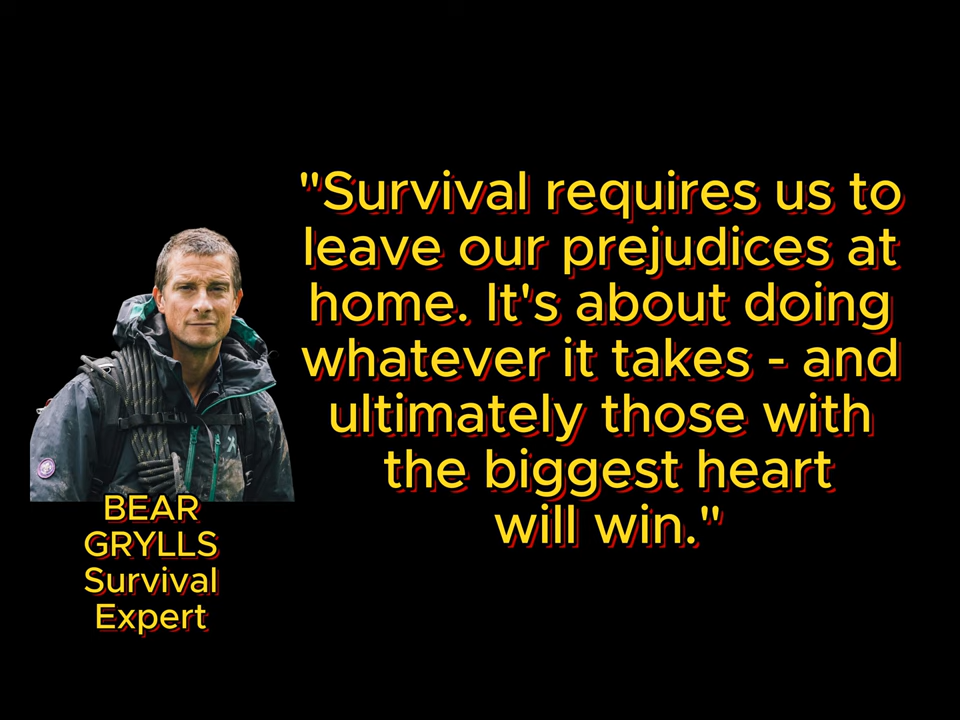 "Survival requires us to
leave our prejudices at
home. It's about doing
whatever it takes - and
ultimately those with
the biggest heart
will win."
BEAR
GRYLLS
Survival
Expert